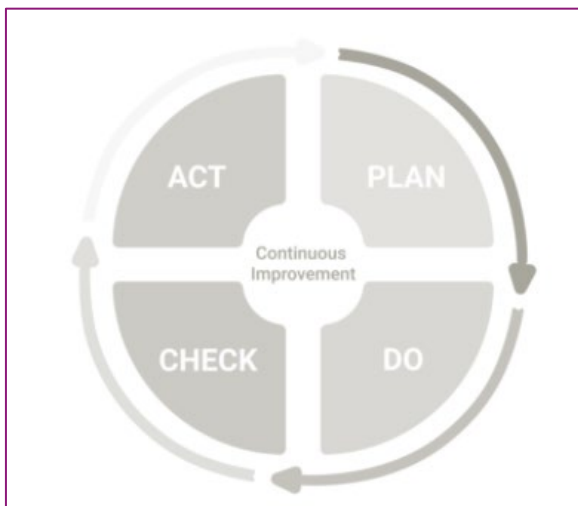 ACT
PLAN
Continuous
Improvement
CHECK
DO